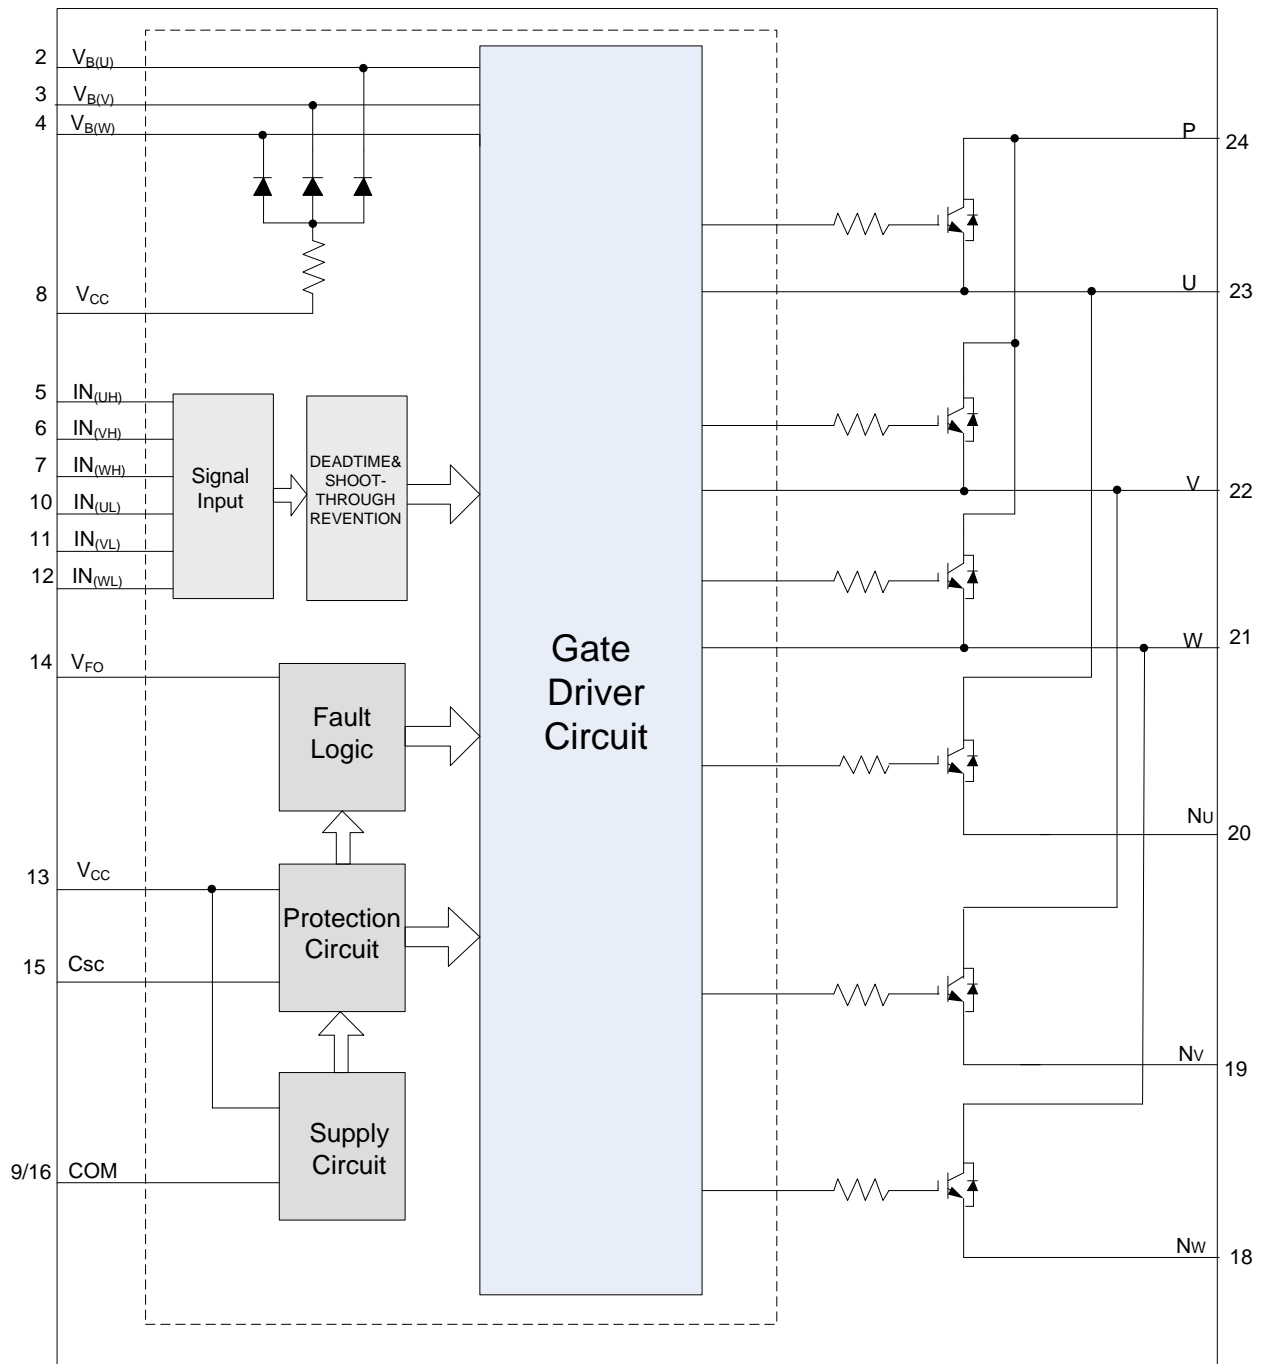 2 VB(U)
3 VB(V)
4 VB(W)
8 VCC
5 IN(UH)
6 IN(VH)
7 IN(WH)
10 IN(UL)
11 IN(VL)
12 IN(WL)
Signal
Input
DEADTIME&
SHOOT-
THROUGH
REVENTION
14 VFO
Fault
Logic
13 VCC
Protection
Circuit
15 Csc
Supply
Circuit
9/16 COM
Gate
Driver
Circuit
P 24
U 23
V 22
W 21
NU 20
NV 19
NW 18